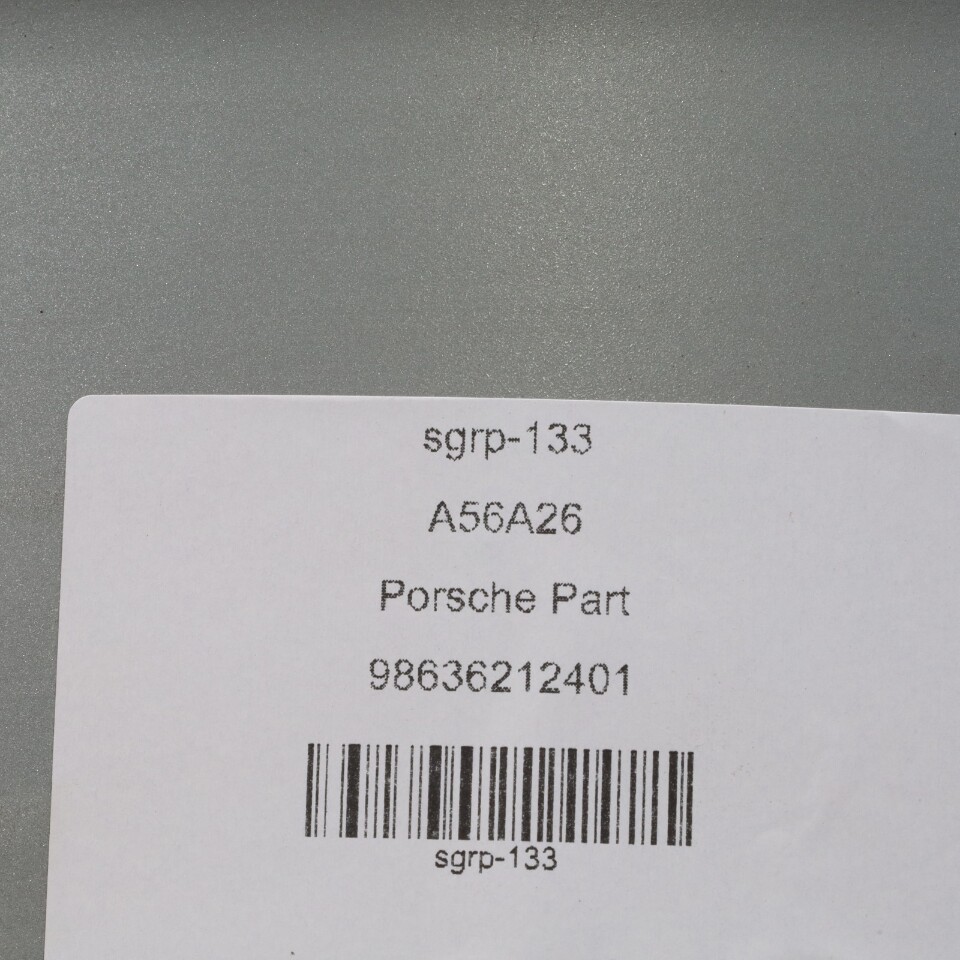 sgrp-133
A56A26
Porsche Part
98636212401
sgrp-133